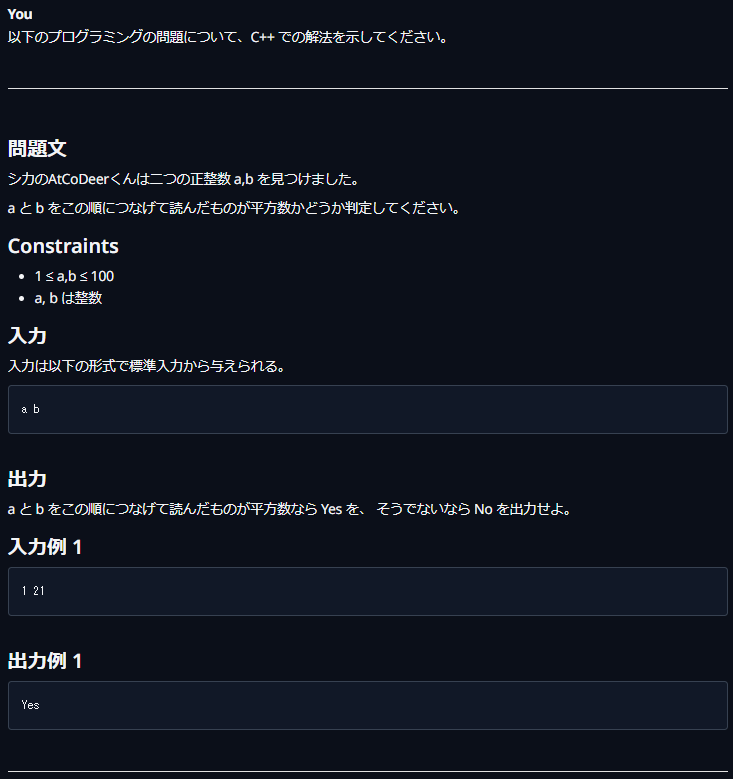 You
以下のプログラミングの問題について、C++ での解法を示してください。
問題文
シカのAtCoDeerくんは二つの正整数 a,b を見つけました。
a と b をこの順につなげて読んだものが平方数かどうか判定してください。
Constraints
• 1 ≤ a,b ≤ 100
• a, b は整数
入力
入力は以下の形式で標準入力から与えられる。
a b
出力
a と b をこの順につなげて読んだものが平方数なら Yes を、 そうでないなら No を出力せよ。
入力例 1
1 21
出力例 1
Yes